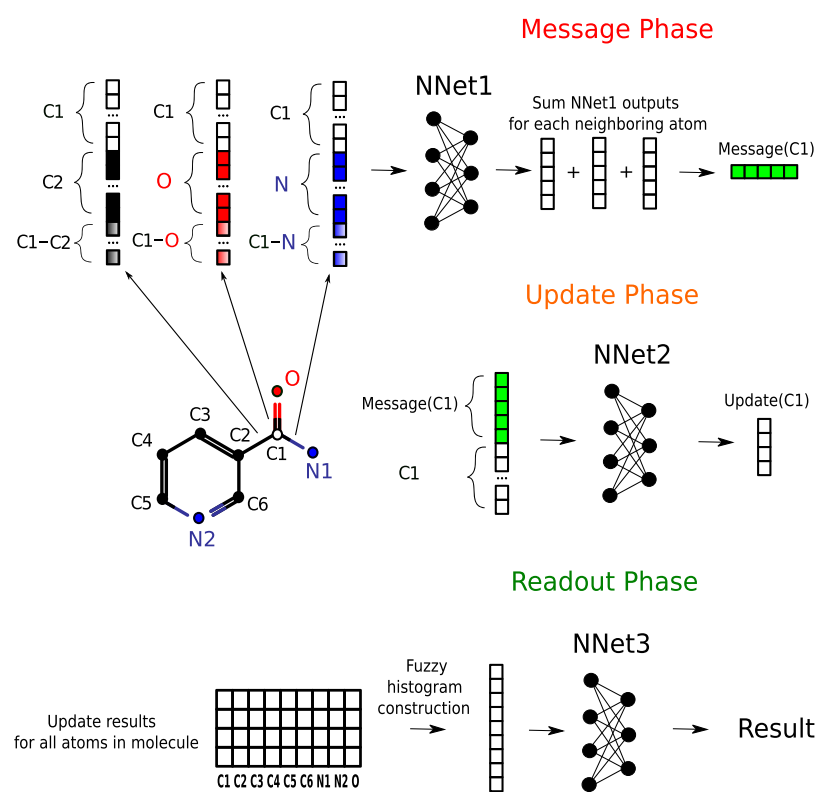 Message Phase
C1
C1
C1
NNet1
Sum NNet1 outputs
for each neighboring atom
Message(C1)
...
...
...
C2
O
N
...
...
...
+
+
C1–C2
C1–O
C1–N
...
...
...
Update Phase
NNet2
O
Message(C1)
Update(C1)
C3
C4
C2
C1
N1
C1
...
C5
C6
N2
Readout Phase
NNet3
Fuzzy
histogram
construction
Update results
for all atoms in molecule
Result
C1 C2 C3 C4 C5 C6 N1 N2 O